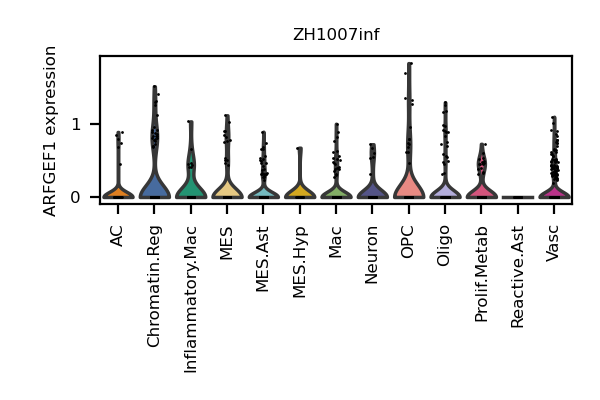 ZH1007inf
ARFGEF1 expression
1
0
AC
Chromatin.Reg
Inflammatory.Mac
MES
MES.Ast
MES.Hyp
Mac
Neuron
OPC
Oligo
Prolif.Metab
Reactive.Ast
Vasc